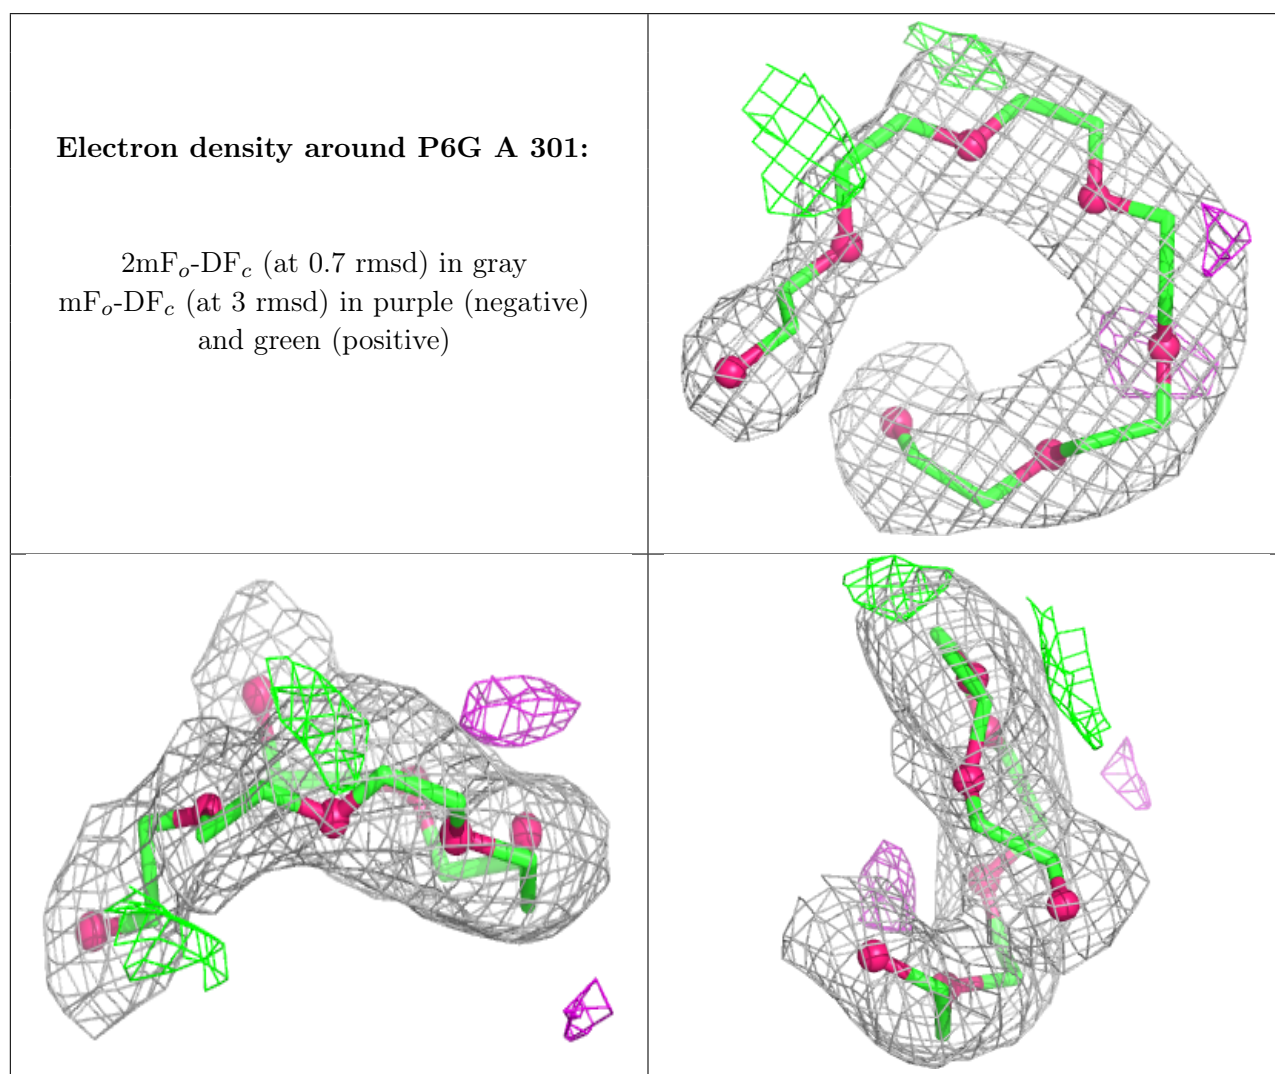 Electron density around P6G A 301:
2mFₒ-DF𝒸 (at 0.7 rmsd) in gray
mFₒ-DF𝒸 (at 3 rmsd) in purple (negative)
and green (positive)